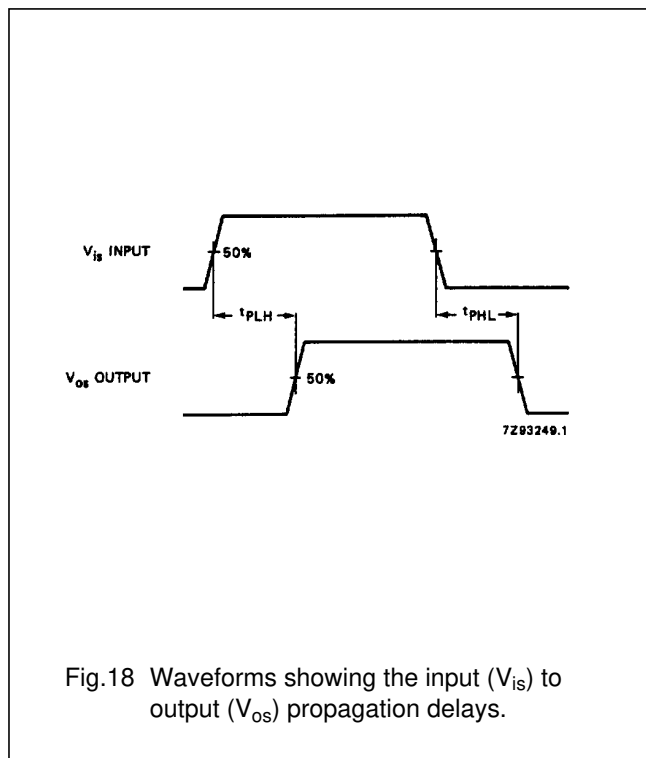 V_is INPUT
50%
t_PLH
t_PHL
V_os OUTPUT
50%
7Z93249.1
Fig.18 Waveforms showing the input (V_is) to
output (V_os) propagation delays.